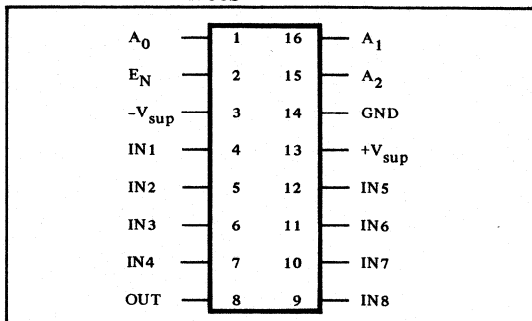 A0 1 16 A1
EN 2 15 A2
-Vsup 3 14 GND
IN1 4 13 +Vsup
IN2 5 12 IN5
IN3 6 11 IN6
IN4 7 10 IN7
OUT 8 9 IN8